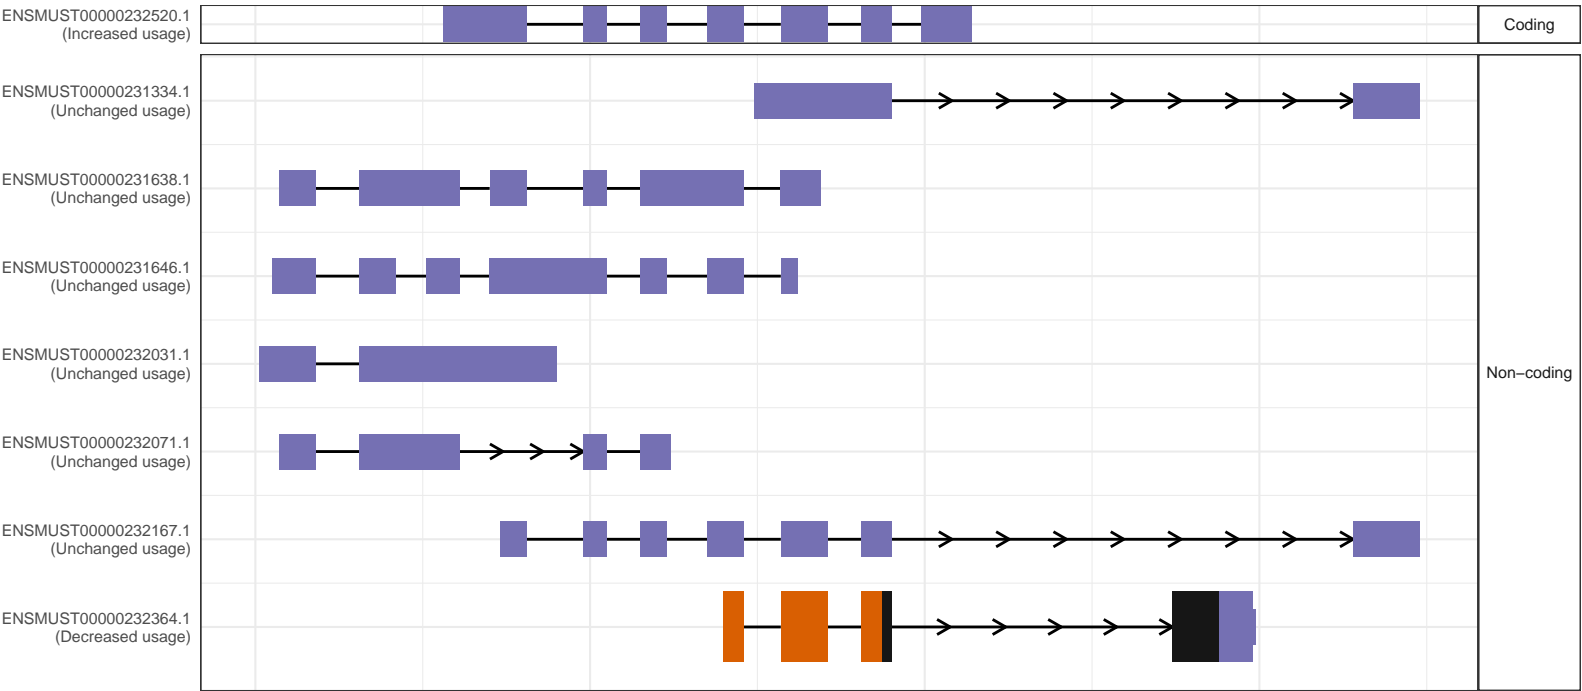 ENSMUST00000232520.1
(Increased usage)
Coding
ENSMUST00000231334.1
(Unchanged usage)
ENSMUST00000231638.1
(Unchanged usage)
ENSMUST00000231646.1
(Unchanged usage)
ENSMUST00000232031.1
(Unchanged usage)
Non−coding
ENSMUST00000232071.1
(Unchanged usage)
ENSMUST00000232167.1
(Unchanged usage)
ENSMUST00000232364.1
(Decreased usage)